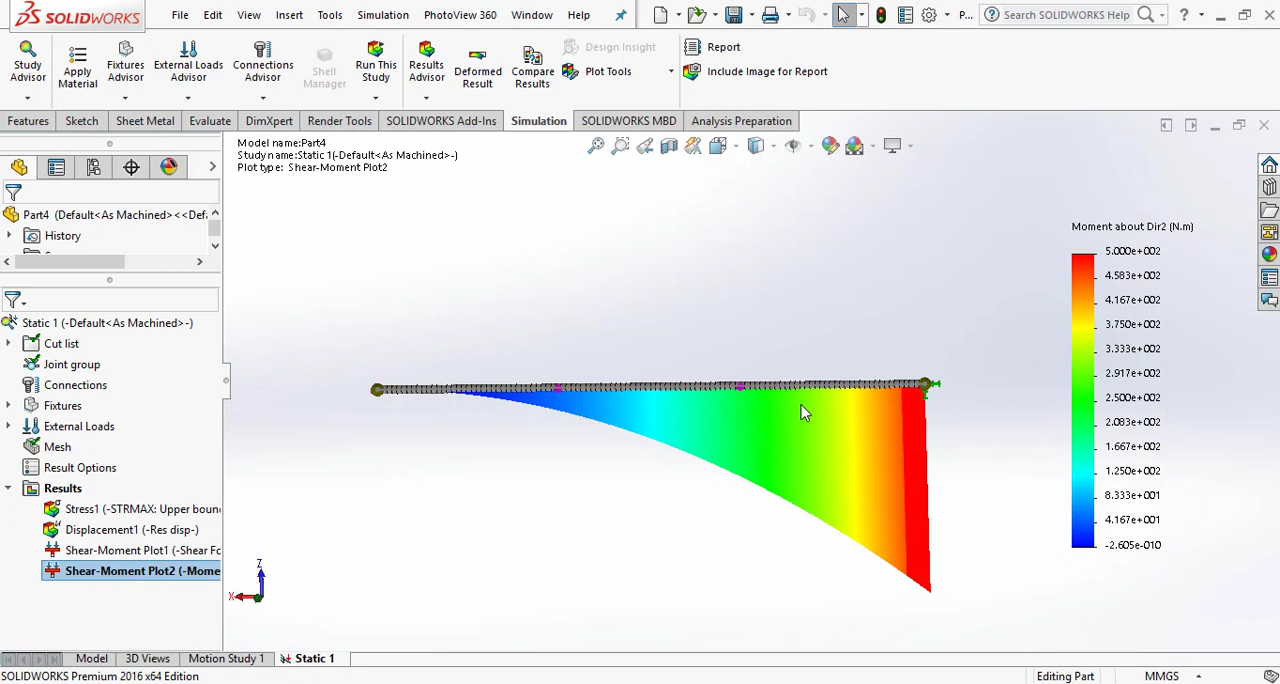 SOLIDWORKS File Edit View Insert Tools Simulation PhotoView 360 Window Help P... Search SOLIDWORKS Help ?
Study Advisor
Apply Material
Fixtures Advisor
External Loads Advisor
Connections Advisor
Shell Manager
Run This Study
Results Advisor
Deformed Result
Compare Results
Design Insight
Plot Tools
Report
Include Image for Report
Features Sketch Sheet Metal Evaluate DimXpert Render Tools SOLIDWORKS Add-Ins Simulation SOLIDWORKS MBD Analysis Preparation
Model name:Part4
Study name:Static 1(-Default<As Machined>-)
Plot type: Shear-Moment Plot2
Part4 (Default<As Machined><<Defa
History
Static 1 (-Default<As Machined>-)
Cut list
Joint group
Connections
Fixtures
External Loads
Mesh
Result Options
Results
Stress1 (-STRMAX: Upper boun
Displacement1 (-Res disp-)
Shear-Moment Plot1 (-Shear Fo
Shear-Moment Plot2 (-Mome
Moment about Dir2 (N.m)
5.000e+002
4.583e+002
4.167e+002
3.750e+002
3.333e+002
2.917e+002
2.500e+002
2.083e+002
1.667e+002
1.250e+002
8.333e+001
4.167e+001
-2.605e-010
Z
X
Model 3D Views Motion Study 1 Static 1
SOLIDWORKS Premium 2016 x64 Edition Editing Part MMGS